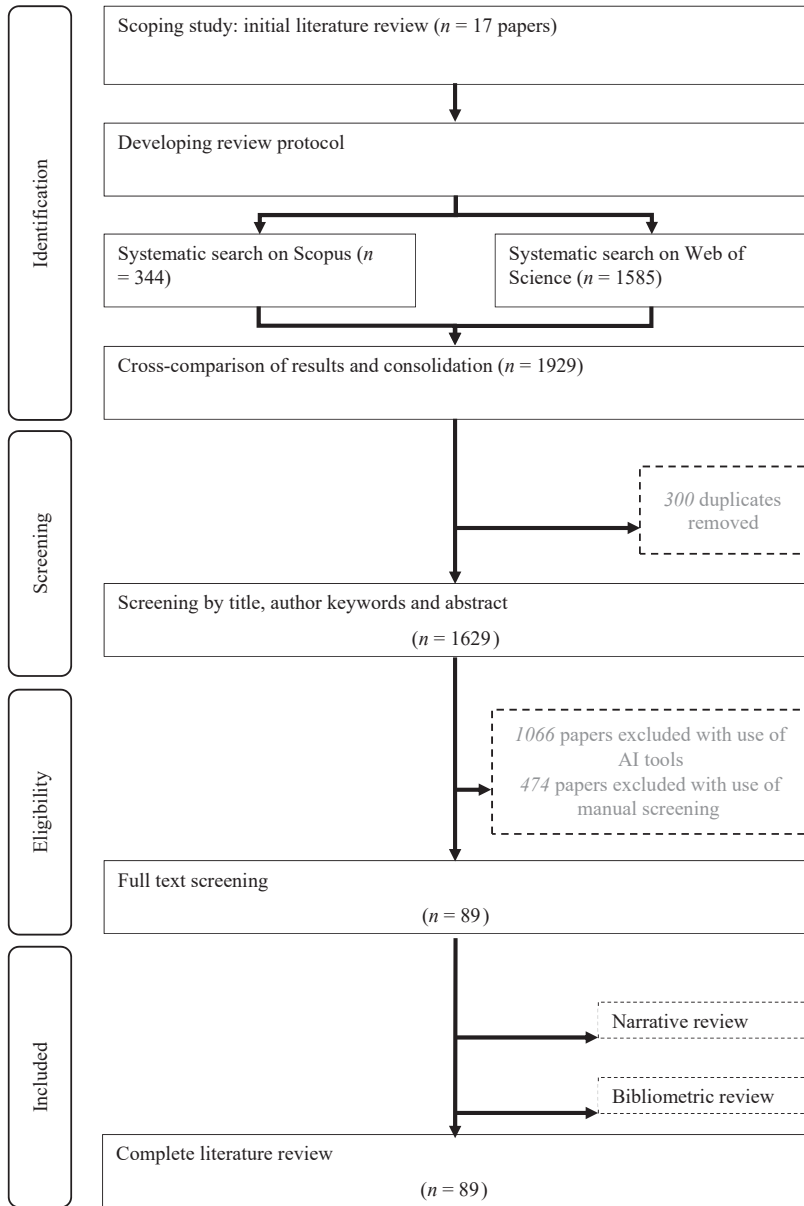 Scoping study: initial literature review (n = 17 papers)
Developing review protocol
Identification
Systematic search on Scopus (n
= 344)
Systematic search on Web of
Science (n = 1585)
Cross-comparison of results and consolidation (n = 1929)
Screening
300 duplicates
removed
Screening by title, author keywords and abstract
(n = 1629)
Eligibility
1066 papers excluded with use of
AI tools
474 papers excluded with use of
manual screening
Full text screening
(n = 89)
Included
Narrative review
Bibliometric review
Complete literature review
(n = 89)